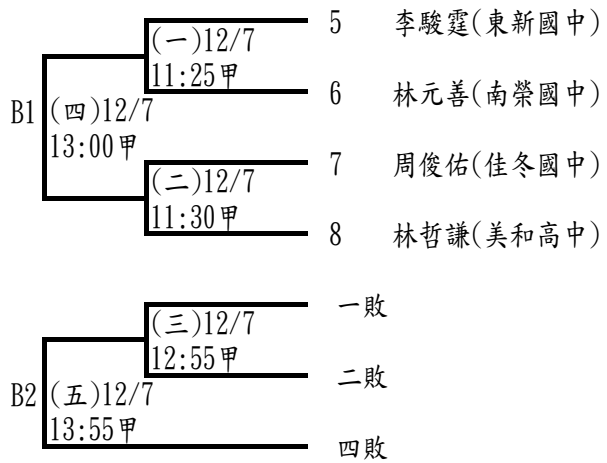 5 李駿霆(東新國中)
(一)12/7
11:25甲
6 林元善(南榮國中)
B1
(四)12/7
13:00甲
7 周俊佑(佳冬國中)
(二)12/7
11:30甲
8 林哲謙(美和高中)
一敗
(三)12/7
12:55甲
二敗
B2
(五)12/7
13:55甲
四敗